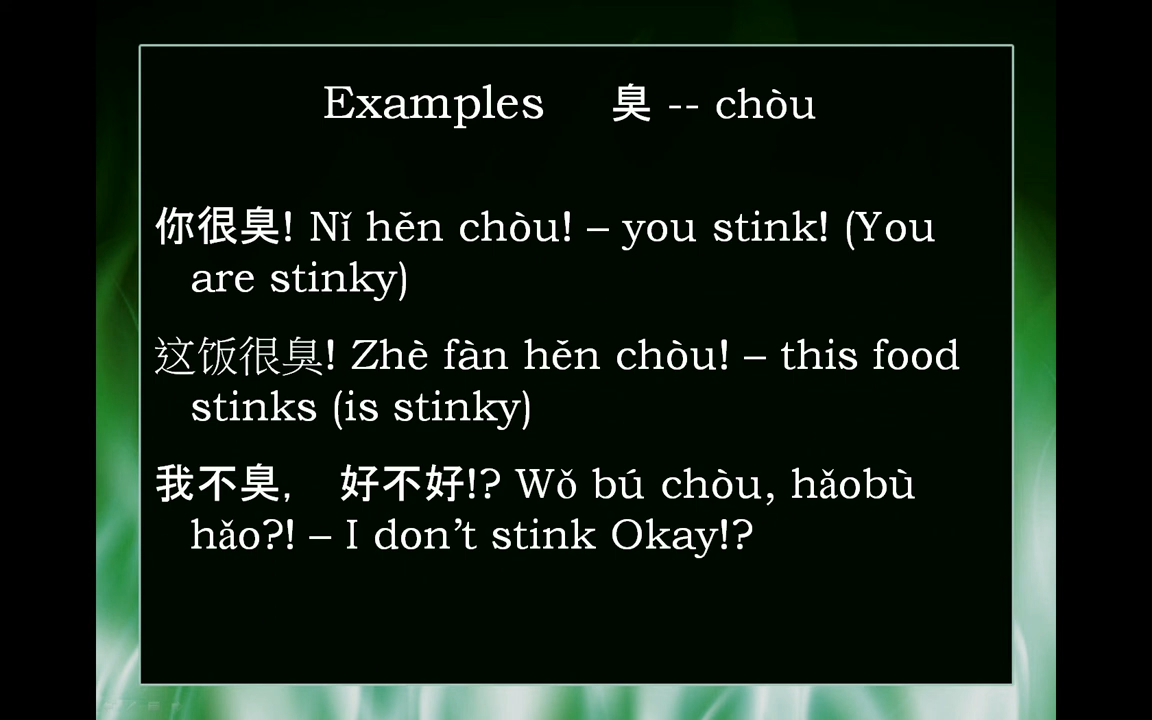 Examples 臭 -- chòu
你很臭! Nǐ hěn chòu! – you stink! (You
are stinky)
这饭很臭! Zhè fàn hěn chòu! – this food
stinks (is stinky)
我不臭, 好不好!? Wǒ bú chòu, hǎobù
hǎo?! – I don’t stink Okay!?